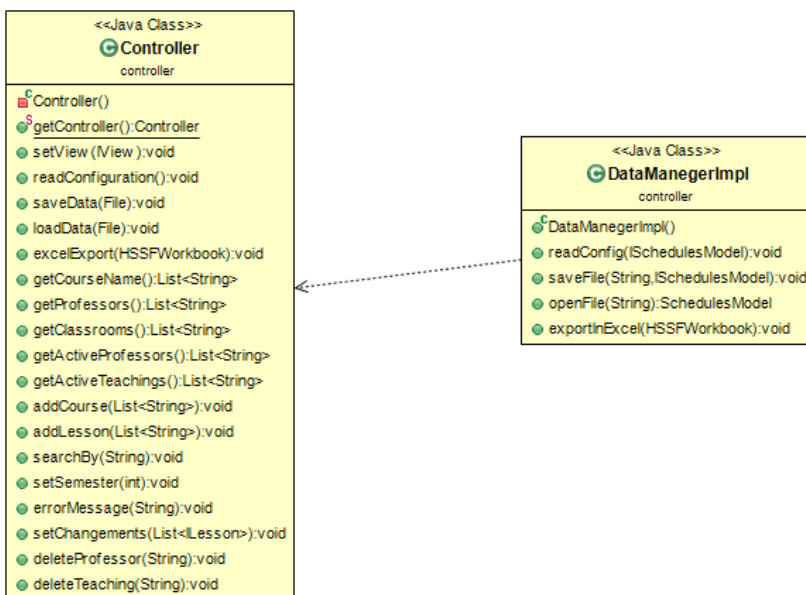 <<Java Class>>
Controller
controller
Controller()
getController():Controller
setView(IView):void
readConfiguration():void
saveData(File):void
loadData(File):void
excelExport(HSSFWorkbook):void
getCourseName():List<String>
getProfessors():List<String>
getClassrooms():List<String>
getActiveProfessors():List<String>
getActiveTeachings():List<String>
addCourse(List<String>):void
addLesson(List<String>):void
searchBy(String):void
setSemester(int):void
errorMessage(String):void
setChangements(List<ILesson>):void
deleteProfessor(String):void
deleteTeaching(String):void
<<Java Class>>
DataManegerImpl
controller
DataManegerImpl()
readConfig(ISchedulesModel):void
saveFile(String,ISchedulesModel):void
openFile(String):SchedulesModel
exportInExcel(HSSFWorkbook):void